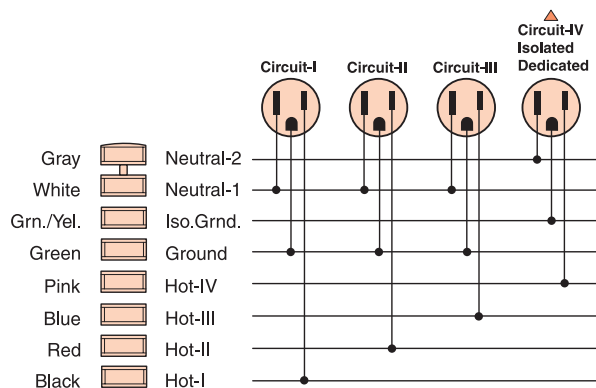 Circuit-IV
Isolated
Dedicated
Circuit-I Circuit-II Circuit-III
Gray Neutral-2
White Neutral-1
Grn./Yel. Iso.Grnd.
Green Ground
Pink Hot-IV
Blue Hot-III
Red Hot-II
Black Hot-I